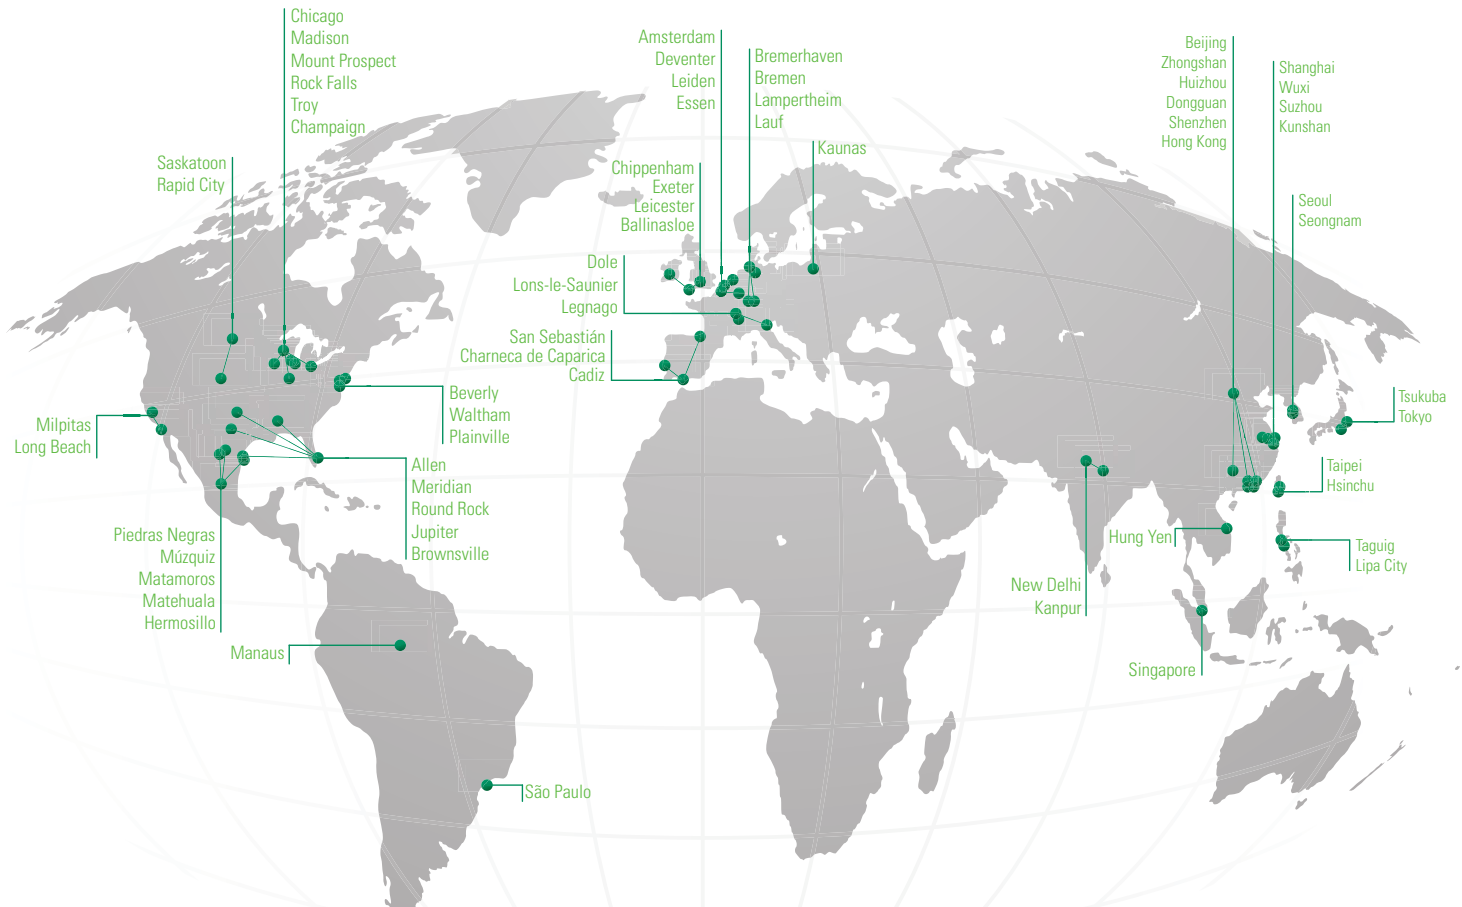 Chicago
Madison
Mount Prospect
Rock Falls
Troy
Champaign
Saskatoon
Rapid City
Amsterdam
Deventer
Leiden
Essen
Bremerhaven
Bremen
Lampertheim
Lauf
Kaunas
Chippenham
Exeter
Leicester
Ballinasloe
Dole
Lons-le-Saunier
Legnago
San Sebastián
Charneca de Caparica
Cadiz
Beijing
Zhongshan
Huizhou
Dongguan
Shenzhen
Hong Kong
Shanghai
Wuxi
Suzhou
Kunshan
Seoul
Seongnam
Tsukuba
Tokyo
Taipei
Hsinchu
Taguig
Lipa City
Hung Yen
New Delhi
Kanpur
Singapore
Milpitas
Long Beach
Beverly
Waltham
Plainville
Allen
Meridian
Round Rock
Jupiter
Brownsville
Piedras Negras
Múzquiz
Matamoros
Matehuala
Hermosillo
Manaus
São Paulo